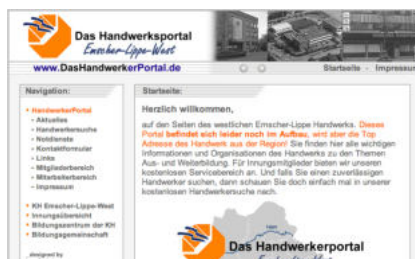 Das Handwerksportal
Emscher-Lippe-West
www.DasHandwerkerPortal.de
Startseite - Impressum
Navigation:
Startseite:
HandwerkerPortal
- Aktuelles
- Handwerkersuche
- Notdienste
- Kontaktformular
- Links
- Mitgliederbereich
- Mitarbeiterbereich
- Impressum
KH Emscher-Lippe-West
Innungsübersicht
Bildungszentrum der KH
Bildungsgemeinschaft
designed by
Herzlich willkommen,
auf den Seiten des westlichen Emscher-Lippe Handwerks. Dieses
Portal befindet sich leider noch im Aufbau, wird aber die Top
Adresse des Handwerk aus der Region! Sie finden hier alle wichtigen
Informationen und Organisationen des Handwerks zu den Themen
Aus- und Weiterbildung. Für Innungsmitglieder bieten wir unseren
kostenlosen Servicebereich an. Und falls Sie einen zuverlässigen
Handwerker suchen, dann schauen Sie doch einfach mal in unserer
kostenlosen Handwerkersuche nach.
Das Handwerkerportal